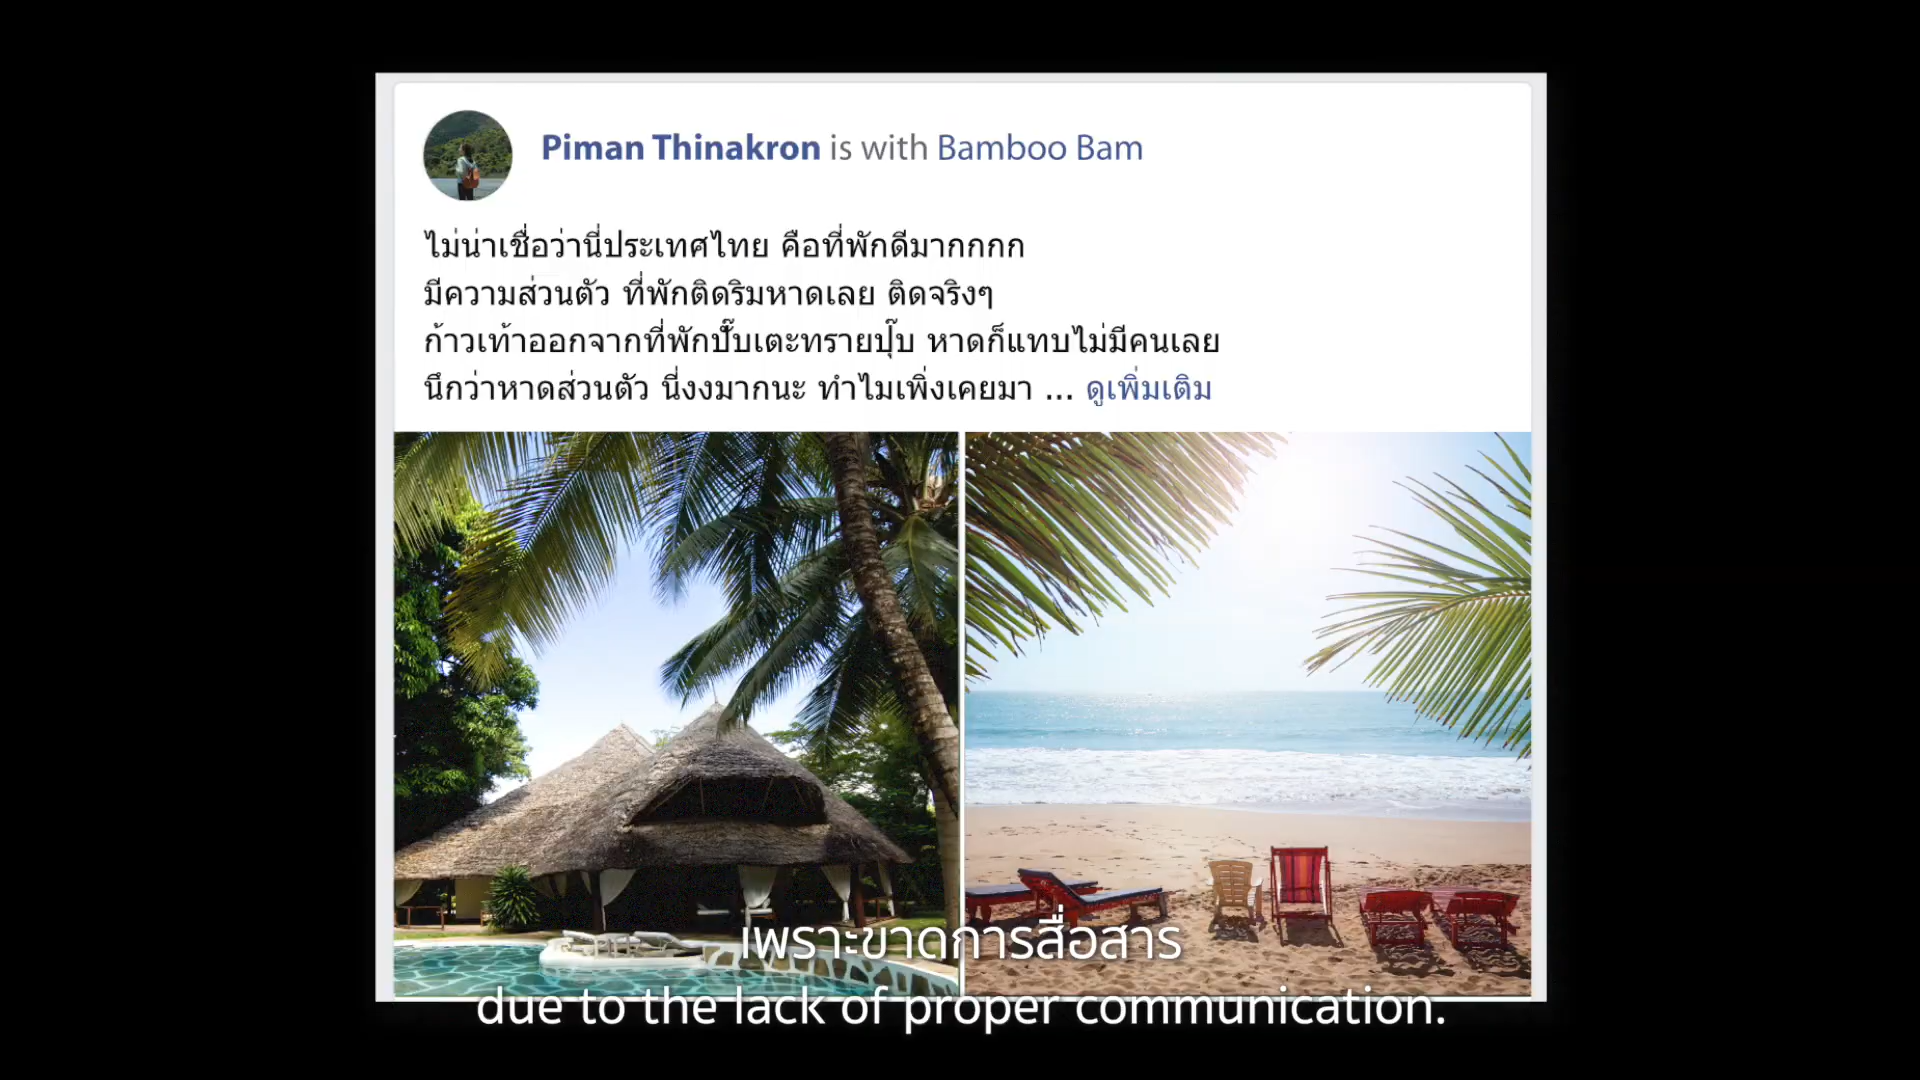 Piman Thinakron is with Bamboo Bam
ไม่น่าเชื่อว่านี่ประเทศไทย คือที่พักดีมากกกก
มีความส่วนตัว ที่พักติดริมหาดเลย ติดจริงๆ
ก้าวเท้าออกจากที่พักปั๊บเตะทรายปุ๊บ หาดก็แทบไม่มีคนเลย
นึกว่าหาดส่วนตัว นี่งงมากนะ ทำไมเพิ่งเคยมา ... ดูเพิ่มเติม
เพราะขาดการสื่อสาร
due to the lack of proper communication.